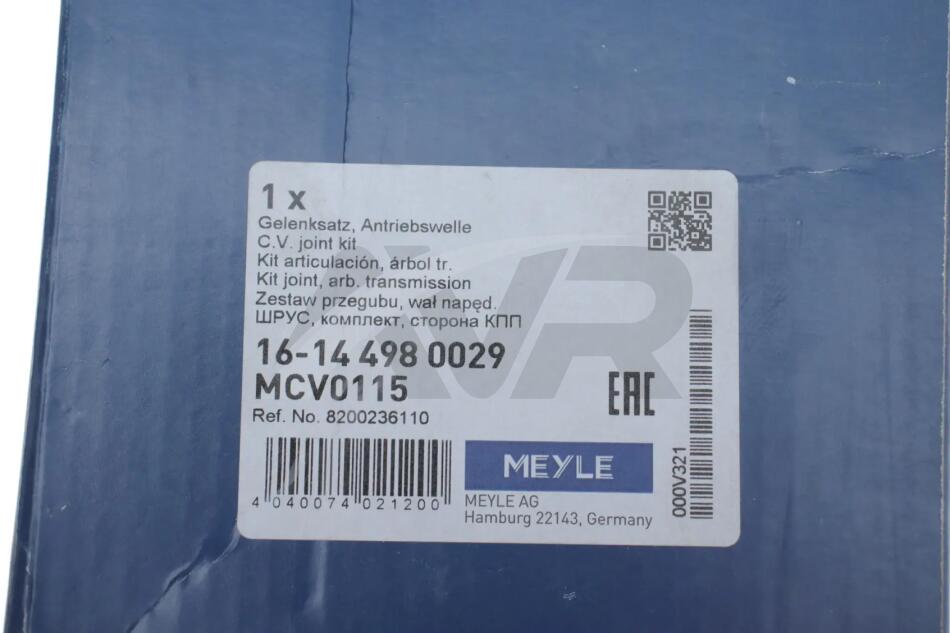 1 x
Gelenksatz, Antriebswelle
C.V. joint kit
Kit articulación, árbol tr.
Kit joint, arb. transmission
Zestaw przegubu, wał napęd.
ШРУС, комплект, сторона КПП
16-14 498 0029
MCV0115
Ref. No. 8200236110
EAC
4 040074 021200
MEYLE
MEYLE AG
Hamburg 22143, Germany
000V321
AVR